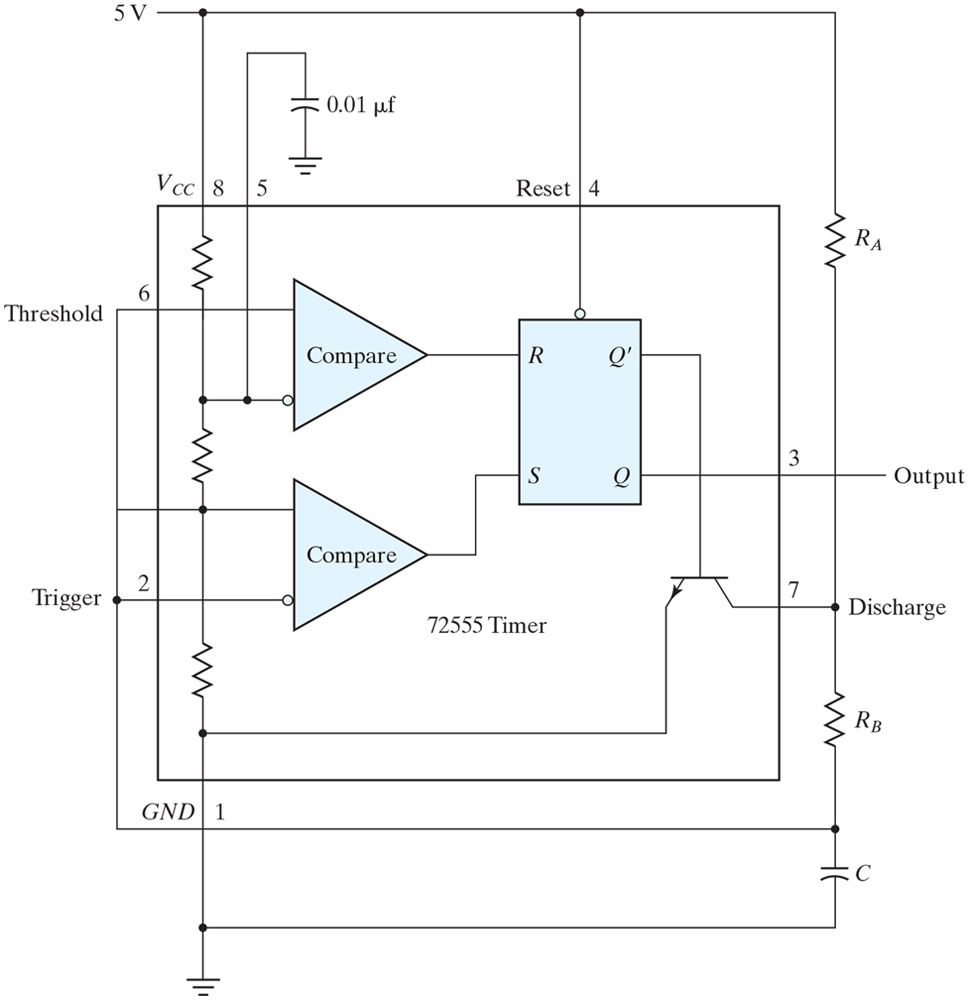 5 V
0.01 μf
V_CC 8 5
Reset 4
R_A
6
Threshold
Compare
R Q′
3
S Q
Output
Compare
2
Trigger
7
Discharge
72555 Timer
R_B
GND 1
C